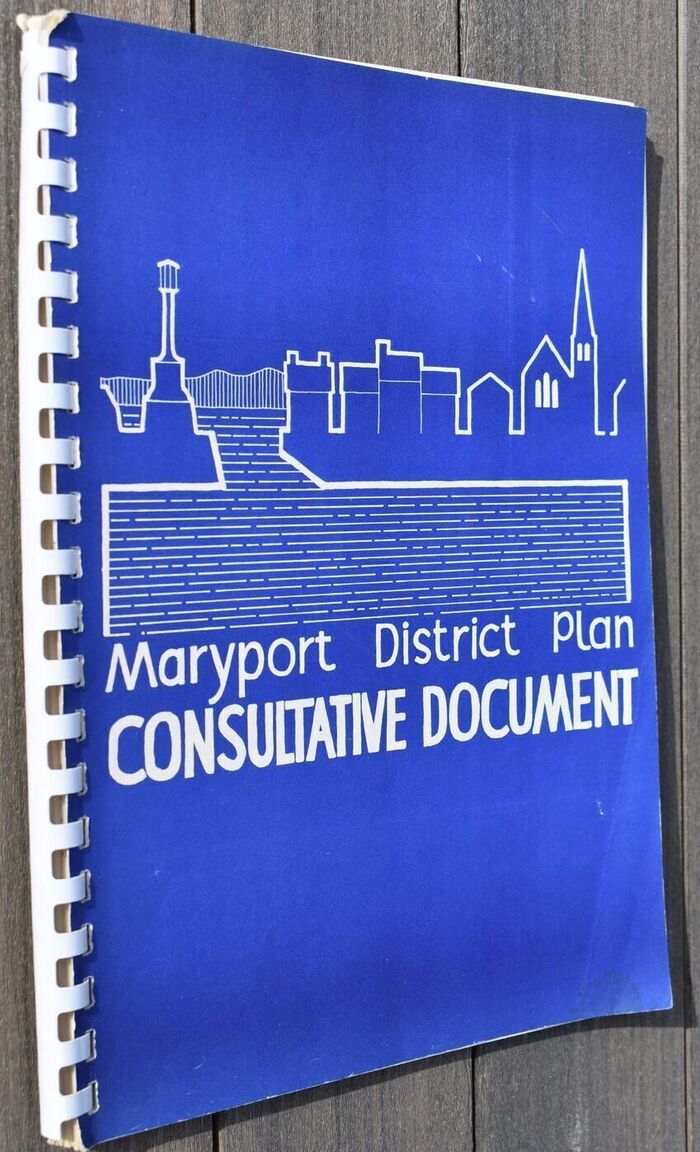 Maryport District Plan
CONSULTATIVE DOCUMENT